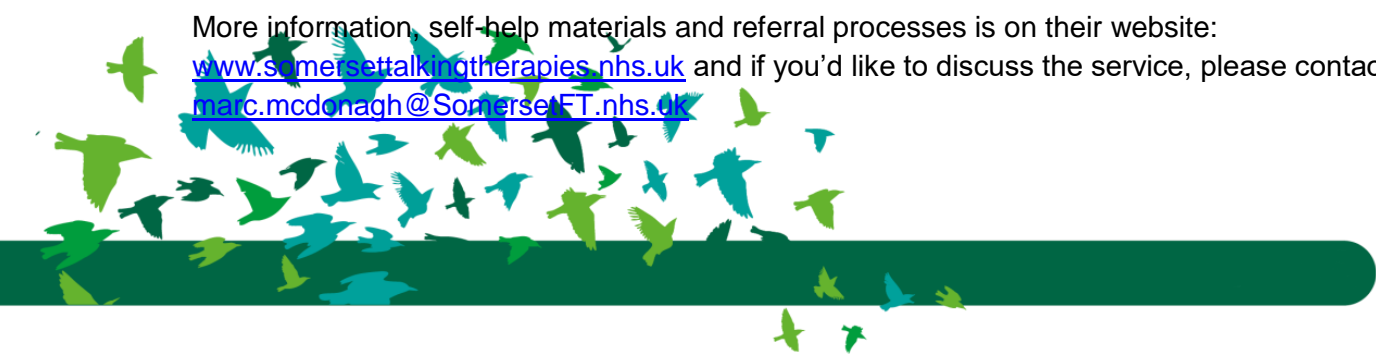 More information, self-help materials and referral processes is on their website:
www.somersettalkingtherapies.nhs.uk and if you'd like to discuss the service, please contac
marc.mcdonagh@SomersetFT.nhs.uk